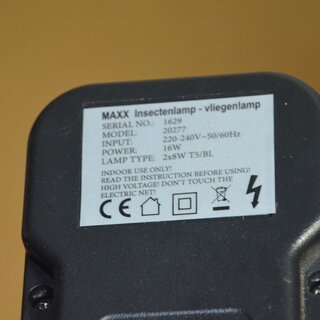 MAXX Insectenlamp - vliegenlamp
SERIAL NO.: 1629
MODEL: 20277
INPUT: 220-240V~50/60Hz
POWER: 16W
LAMP TYPE: 2x8W T5/BL
INDOOR USE ONLY!
READ THE INSTRUCTION BEFORE USING!
HIGH VOLTAGE! DON'T TOUCH THE
ELECTRIC NET!
CE